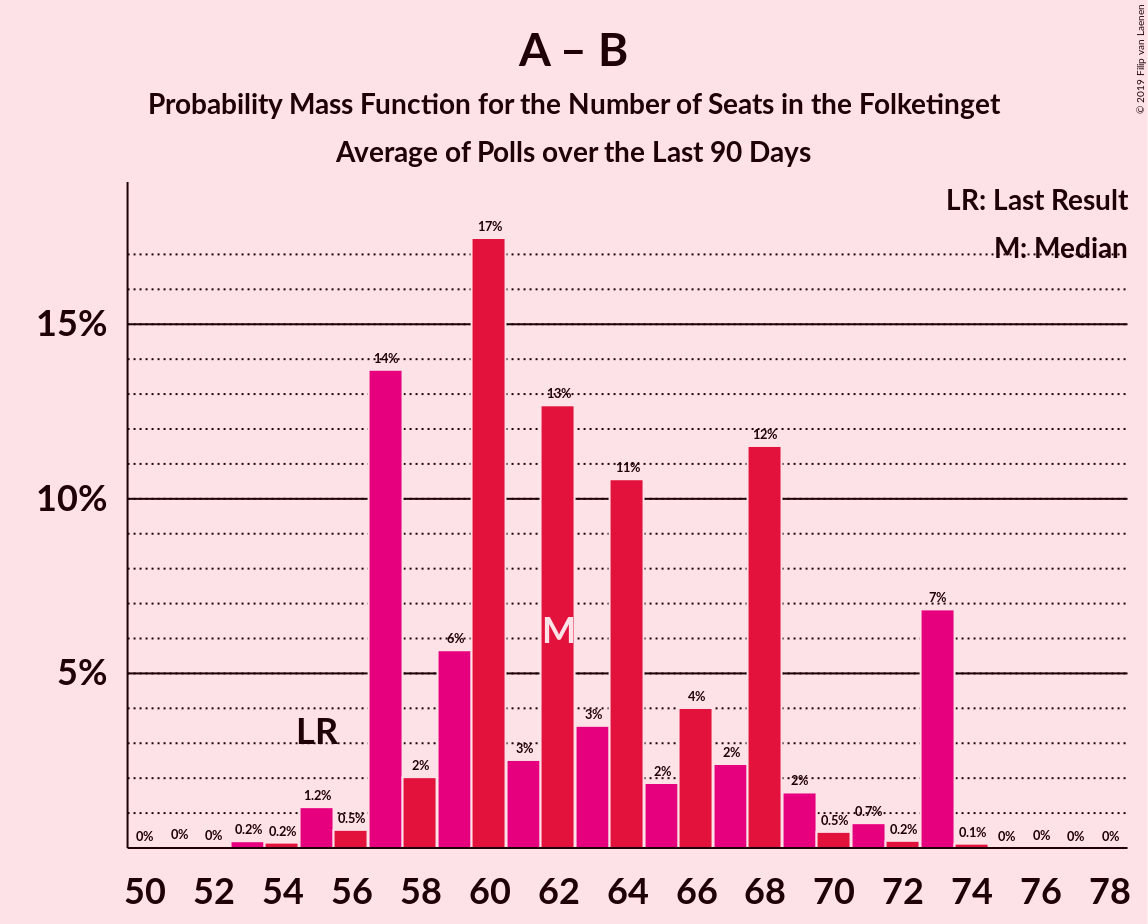 A – B
Probability Mass Function for the Number of Seats in the Folketinget
Average of Polls over the Last 90 Days
© 2019 Filip van Laenen
LR: Last Result
M: Median
15%
10%
5%
0% 0% 0% 0.2% 0.2% 1.2% 0.5% 14% 2% 6% 17% 3% 13% 3% 11% 2% 4% 2% 12% 2% 0.5% 0.7% 0.2% 7% 0.1% 0% 0% 0% 0%
LR
M
50 52 54 56 58 60 62 64 66 68 70 72 74 76 78